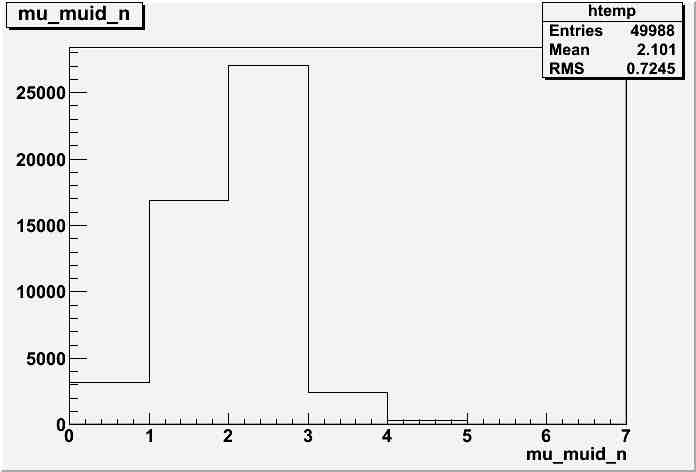 mu_muid_n
htemp
Entries 49988
Mean 2.101
RMS 0.7245
25000
20000
15000
10000
5000
0
0 1 2 3 4 5 6 7
mu_muid_n